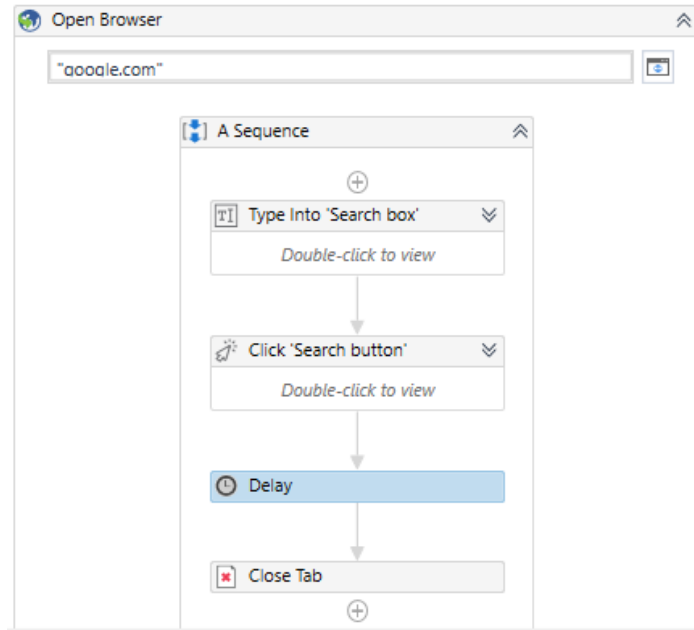 Open Browser
"google.com"
A Sequence
Type Into 'Search box'
Double-click to view
Click 'Search button'
Double-click to view
Delay
Close Tab